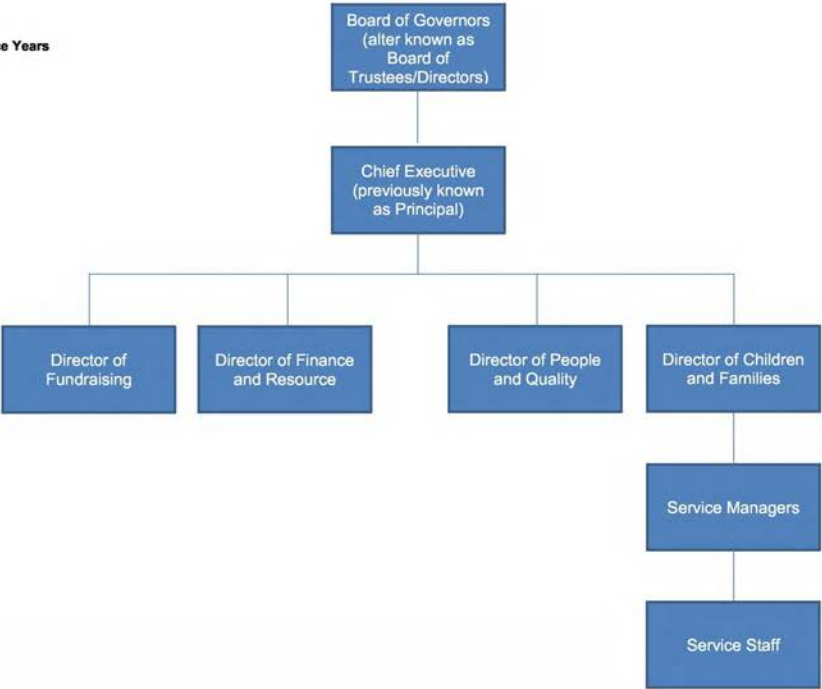 ce Years
Board of Governors
(alter known as
Board of
Trustees/Directors)
Chief Executive
(previously known
as Principal)
Director of
Fundraising
Director of Finance
and Resource
Director of People
and Quality
Director of Children
and Families
Service Managers
Service Staff